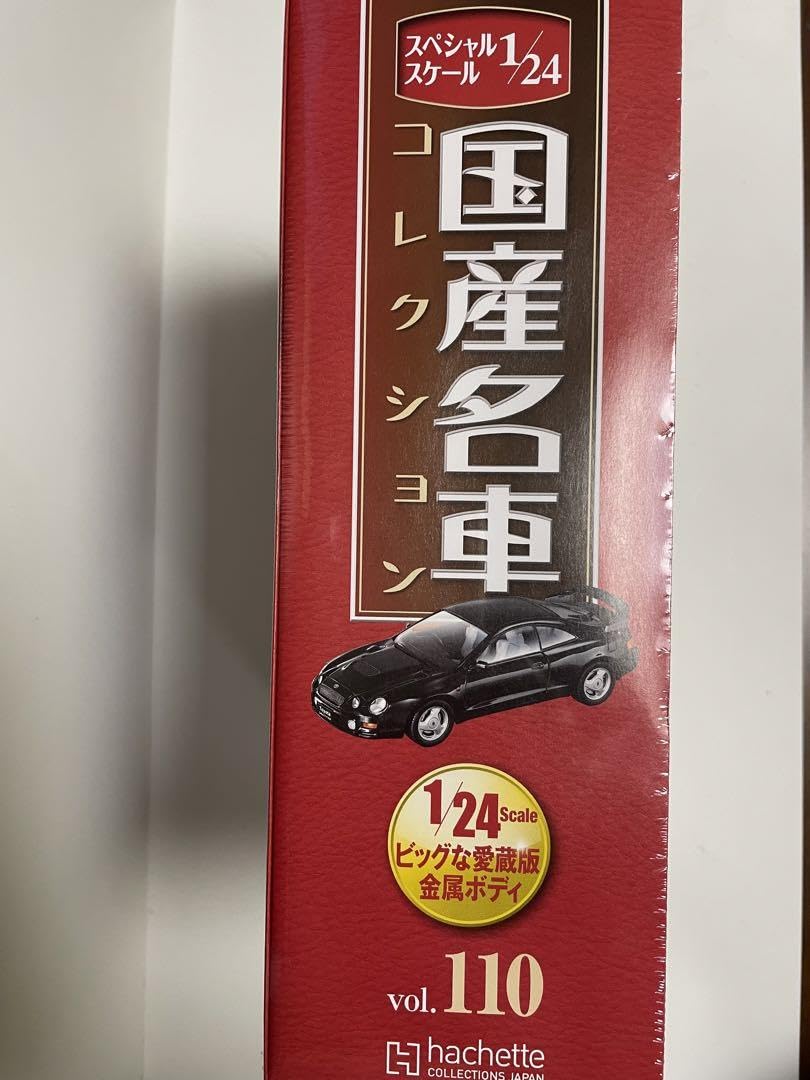 スペシャル
スケール 1/24
国産名車
コレクション
1/24 Scale
ビッグな愛蔵版
金属ボディ
vol. 110
hachette
COLLECTIONS JAPAN